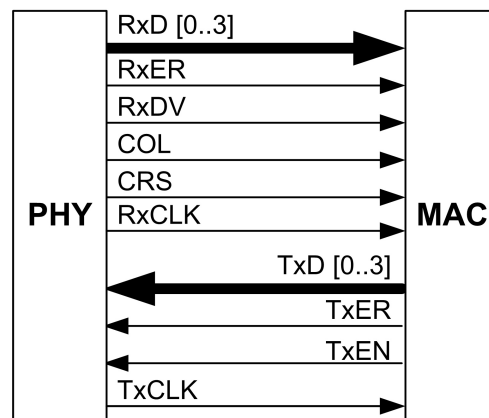 RxD [0..3]
RxER
RxDV
COL
CRS
PHY
MAC
RxCLK
TxD [0..3]
TxER
TxEN
TxCLK